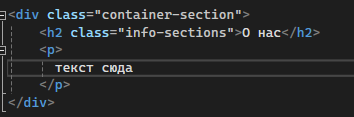 <div class="container-section">
<h2 class="info-sections">О нас</h2>
<p>
текст сюда
</p>
</div>